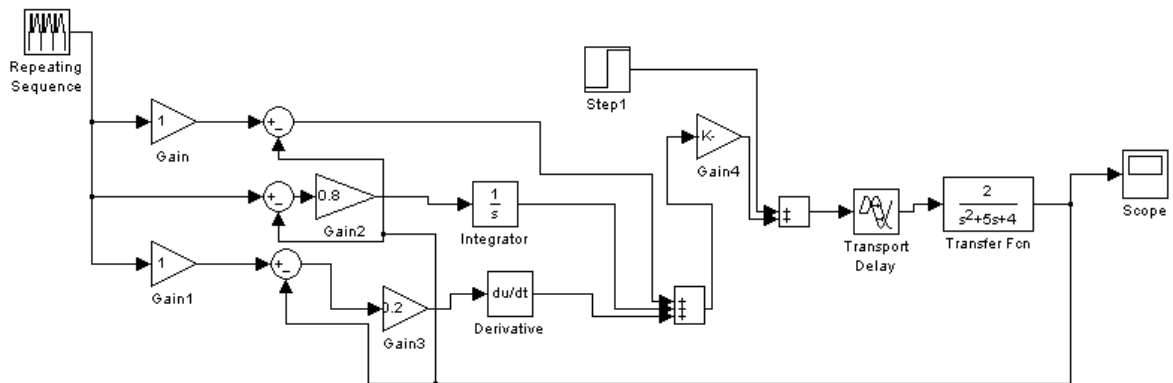 Repeating
Sequence
1
Gain
+
-
Step1
K-
Gain4
+
-
0.8
Gain2
1
s
Integrator
+
+
Transport
Delay
2
s²+5s+4
Transfer Fcn
Scope
1
Gain1
+
-
0.2
Gain3
du/dt
Derivative
+
+
+